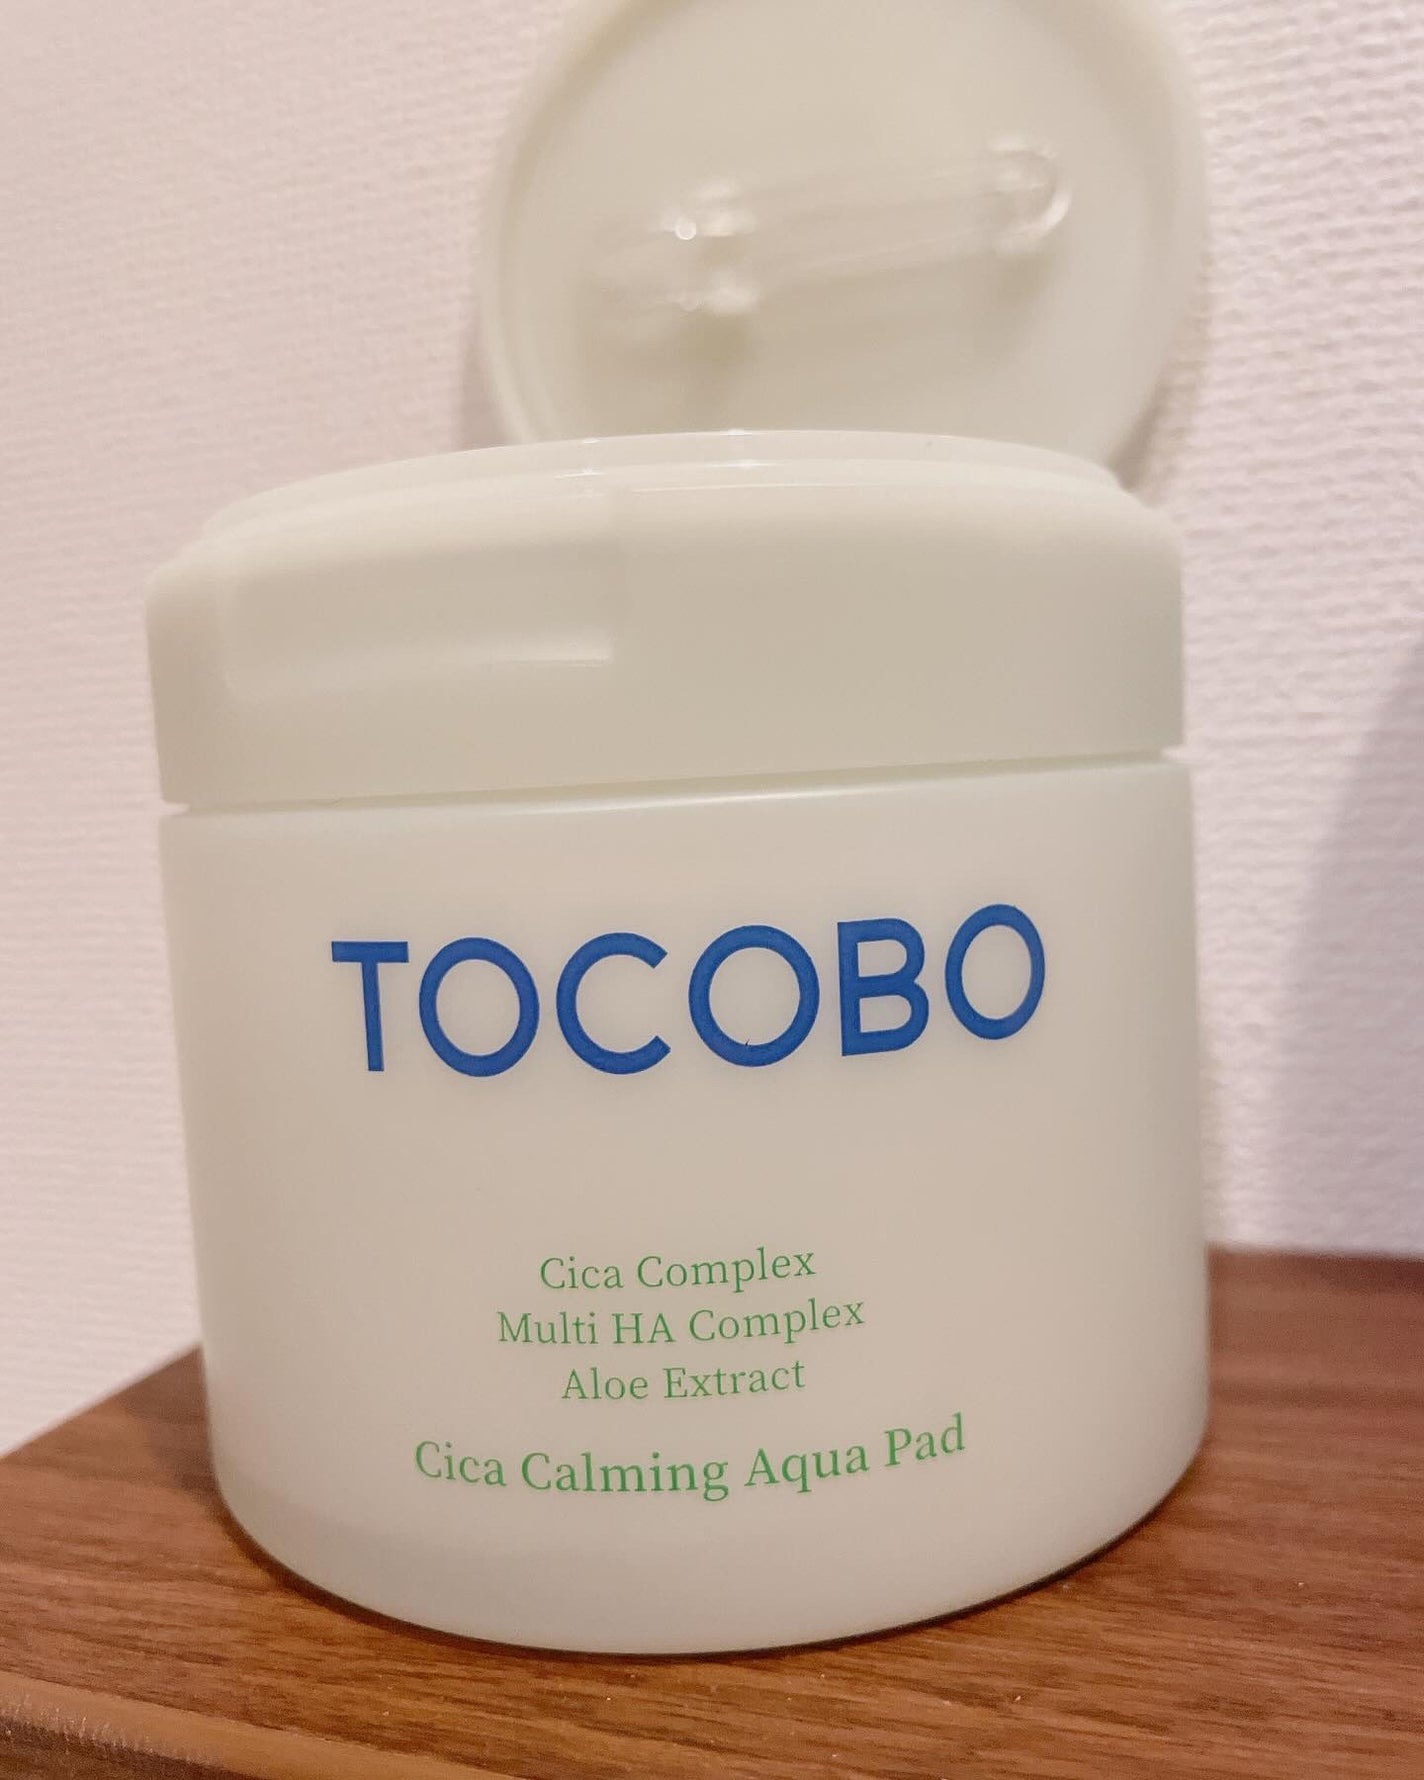 TOCOBO
Cica Complex
Multi HA Complex
Aloe Extract
Cica Calming Aqua Pad